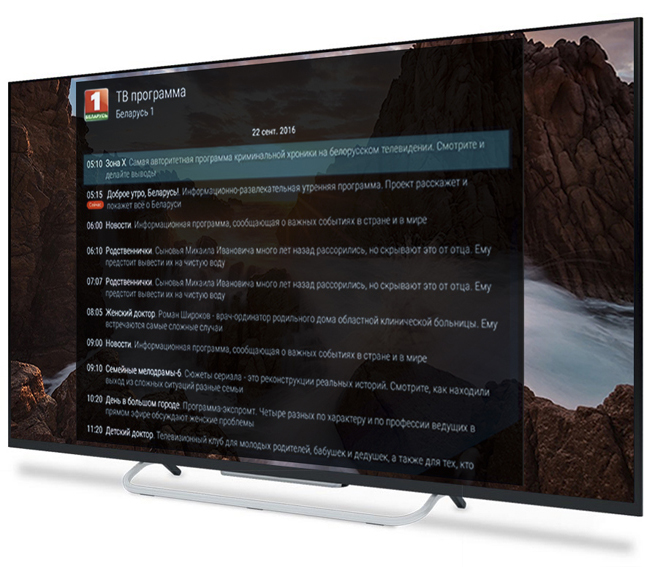 1
БЕЛАРУСЬ
ТВ программа
Беларусь 1
22 сент. 2016
05:10 Зона Х. Самая авторитетная программа криминальной хроники на белорусском телевидении. Смотрите и
делайте выводы
05:15 Доброе утро, Беларусь!. Информационно-развлекательная утренняя программа. Проект расскажет и
покажет всё о Беларуси
06:00 Новости. Информационная программа, сообщающая о важных событиях в стране и в мире
06:10 Родственнички. Сыновья Михаила Ивановича много лет назад рассорились, но скрывают это от отца. Ему
предстоит вывести их на чистую воду
07:07 Родственнички. Сыновья Михаила Ивановича много лет назад рассорились, но скрывают это от отца. Ему
предстоит вывести их на чистую воду
08:05 Женский доктор. Роман Широков - врач-ординатор родильного дома областной клинической больницы. Ему
встречаются самые сложные случаи
09:00 Новости. Информационная программа, сообщающая о важных событиях в стране и в мире
09:10 Семейные мелодрамы-6. Сюжеты сериала - это реконструкции реальных историй. Смотрите, как находили
выход из сложных ситуаций разные семьи
10:20 День в большом городе. Программа-экспромт. Четыре разных по характеру и по профессии ведущих в
прямом эфире обсуждают женские проблемы
11:20 Детский доктор. Телевизионный клуб для молодых родителей, бабушек и дедушек, а также для тех, кто